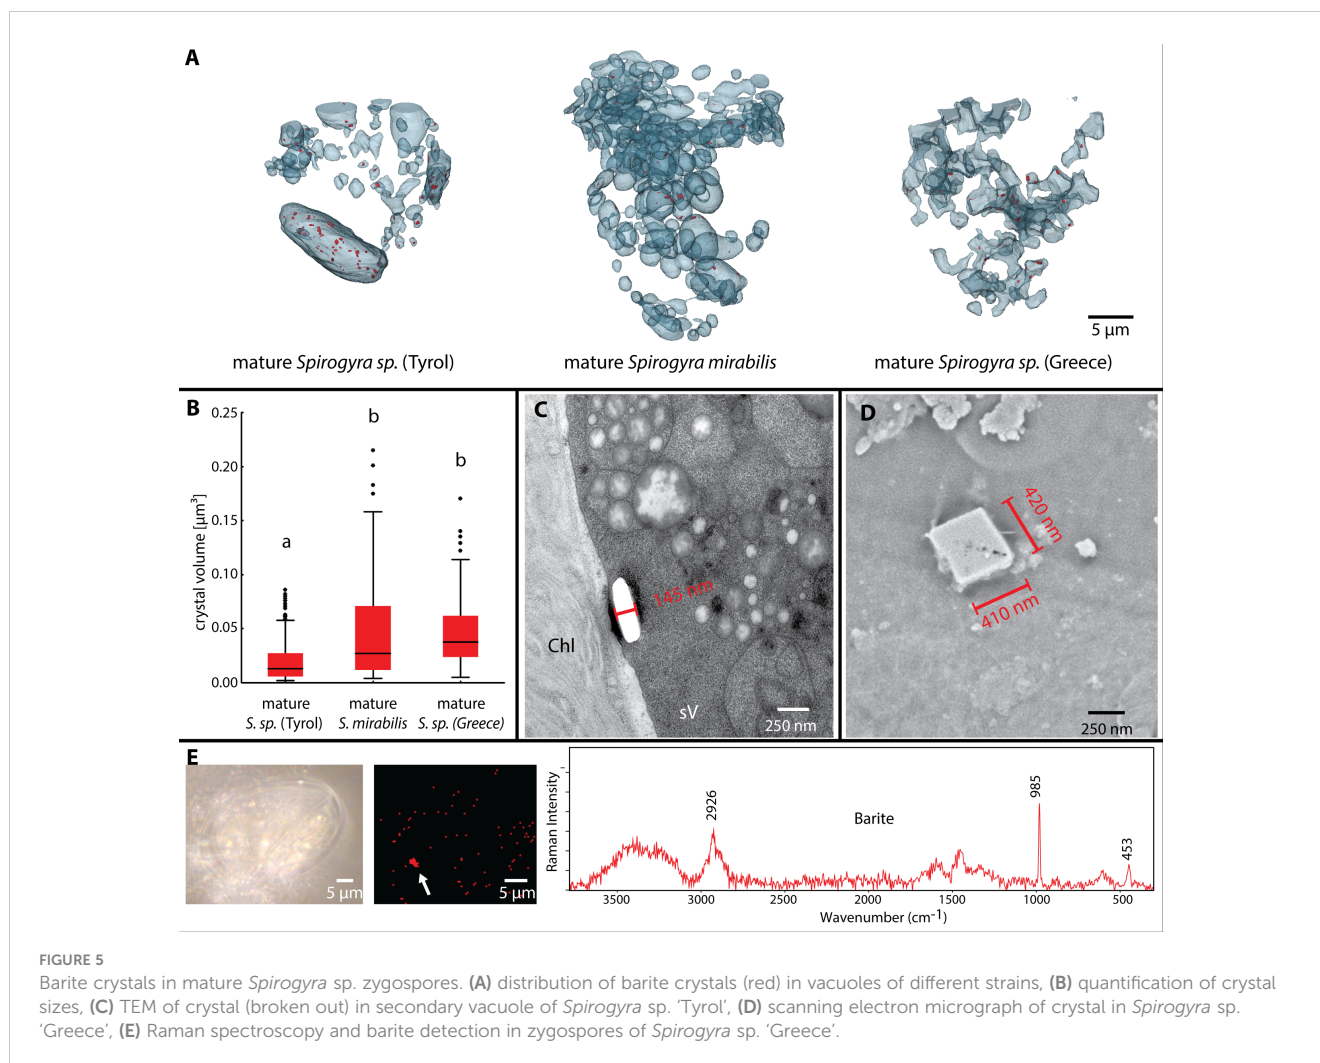 A
5 µm
mature Spirogyra sp. (Tyrol)
mature Spirogyra mirabilis
mature Spirogyra sp. (Greece)
B
crystal volume [µm³]
0.25
0.20
0.15
0.10
0.05
0.00
a
b
b
mature
S. sp. (Tyrol)
mature
S. mirabilis
mature
S. sp. (Greece)
C
145 nm
Chl
sV
250 nm
D
420 nm
410 nm
250 nm
E
5 µm
5 µm
Raman Intensity
2926
Barite
985
453
3500
3000
2500
2000
1500
1000
500
Wavenumber (cm⁻¹)
FIGURE 5
Barite crystals in mature Spirogyra sp. zygospores. (A) distribution of barite crystals (red) in vacuoles of different strains, (B) quantification of crystal
sizes, (C) TEM of crystal (broken out) in secondary vacuole of Spirogyra sp. ‘Tyrol’, (D) scanning electron micrograph of crystal in Spirogyra sp.
‘Greece’, (E) Raman spectroscopy and barite detection in zygospores of Spirogyra sp. ‘Greece’.